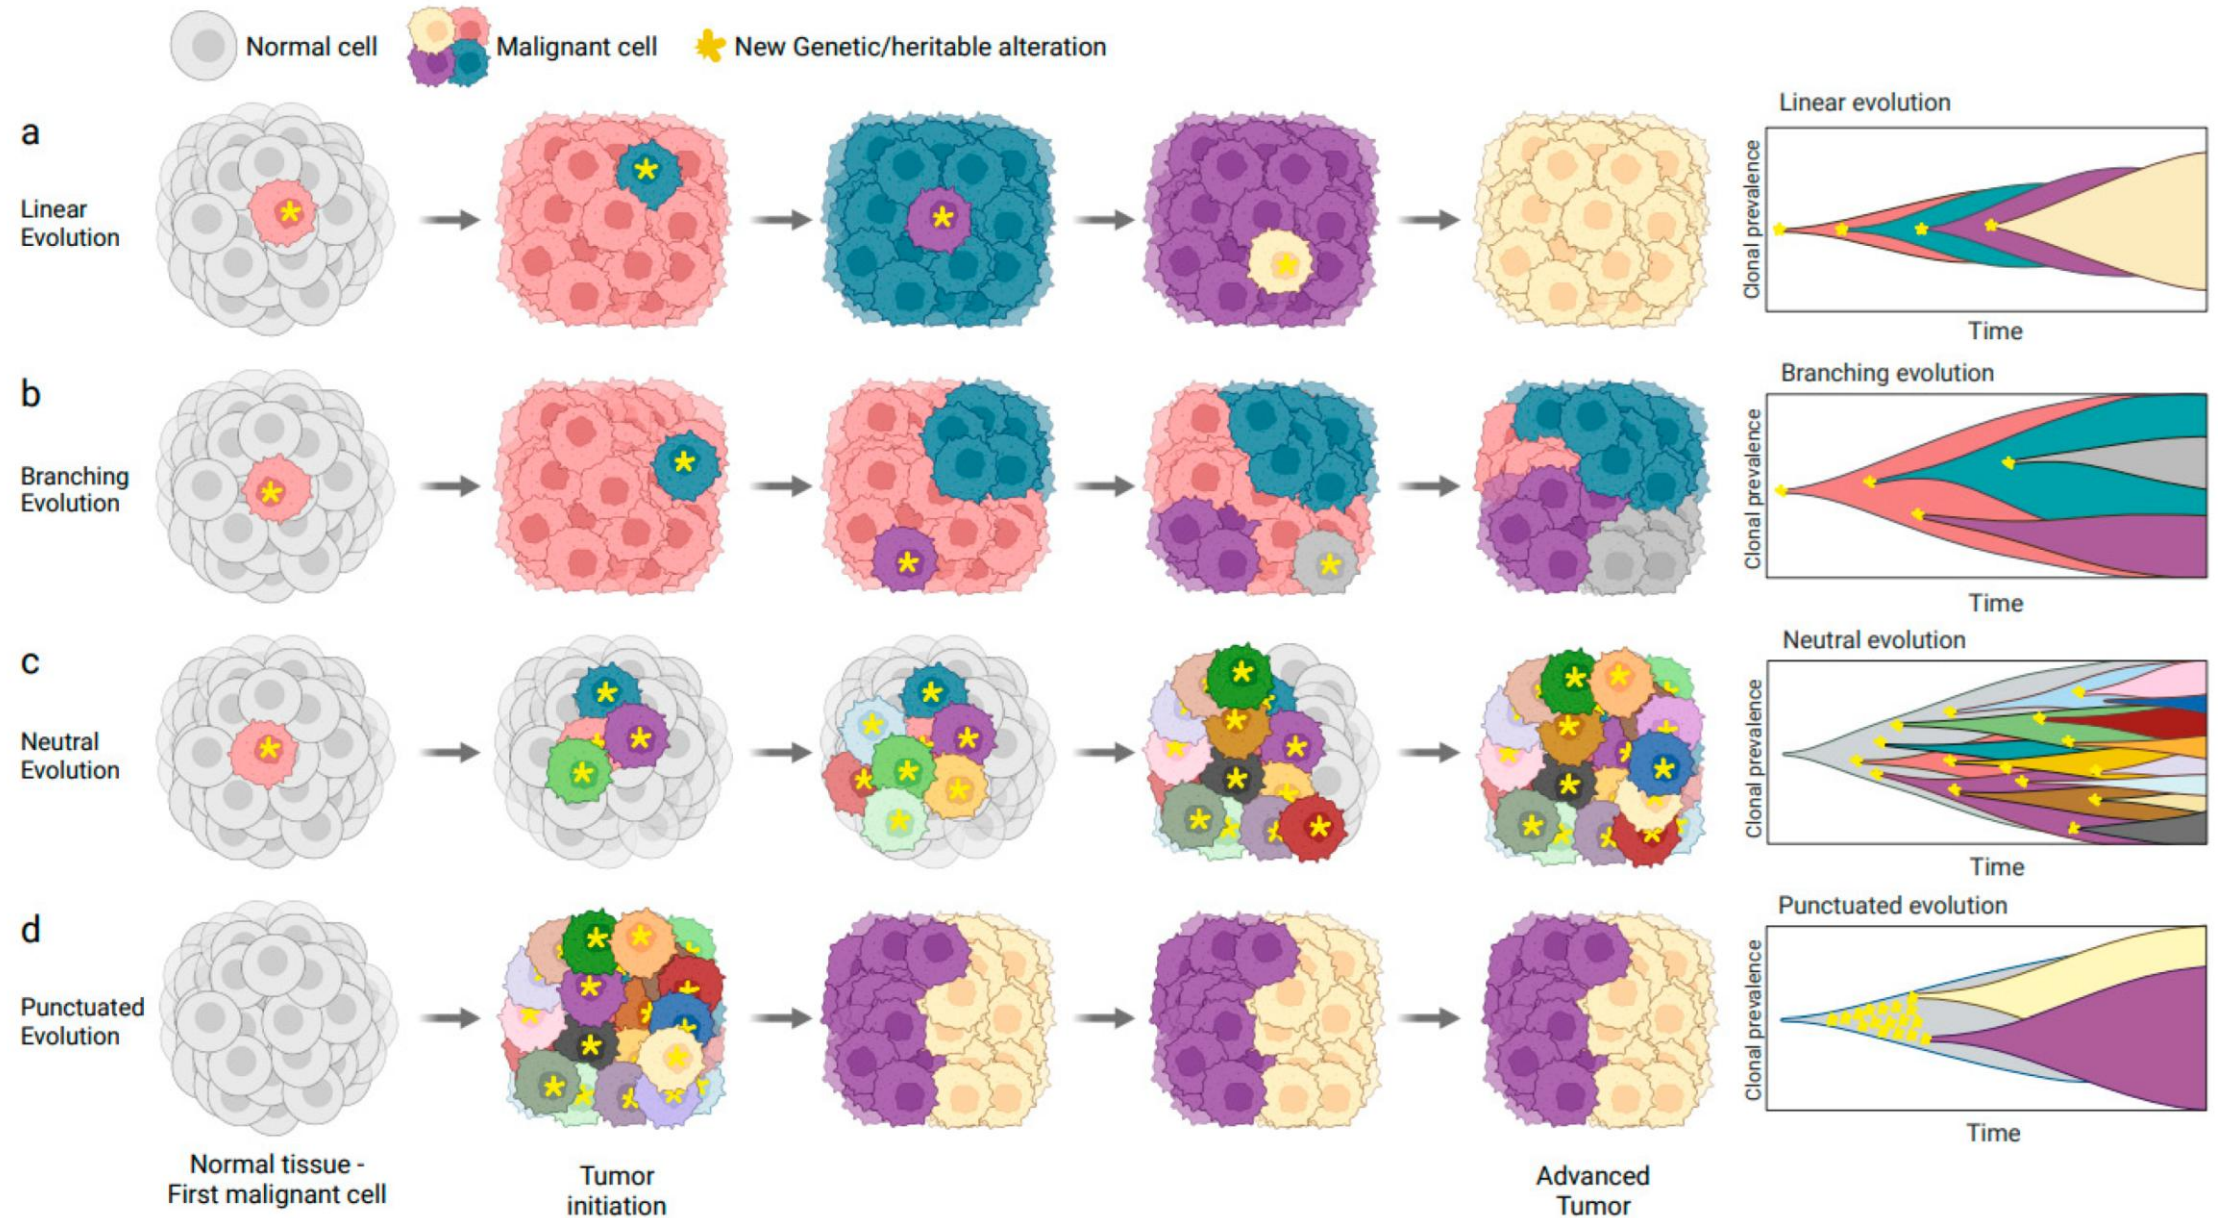 Normal cell
Malignant cell
New Genetic/heritable alteration
a
Linear
Evolution
Linear evolution
Clonal prevalence
Time
b
Branching
Evolution
Branching evolution
Clonal prevalence
Time
c
Neutral
Evolution
Neutral evolution
Clonal prevalence
Time
d
Punctuated
Evolution
Punctuated evolution
Clonal prevalence
Time
Normal tissue -
First malignant cell
Tumor
initiation
Advanced
Tumor